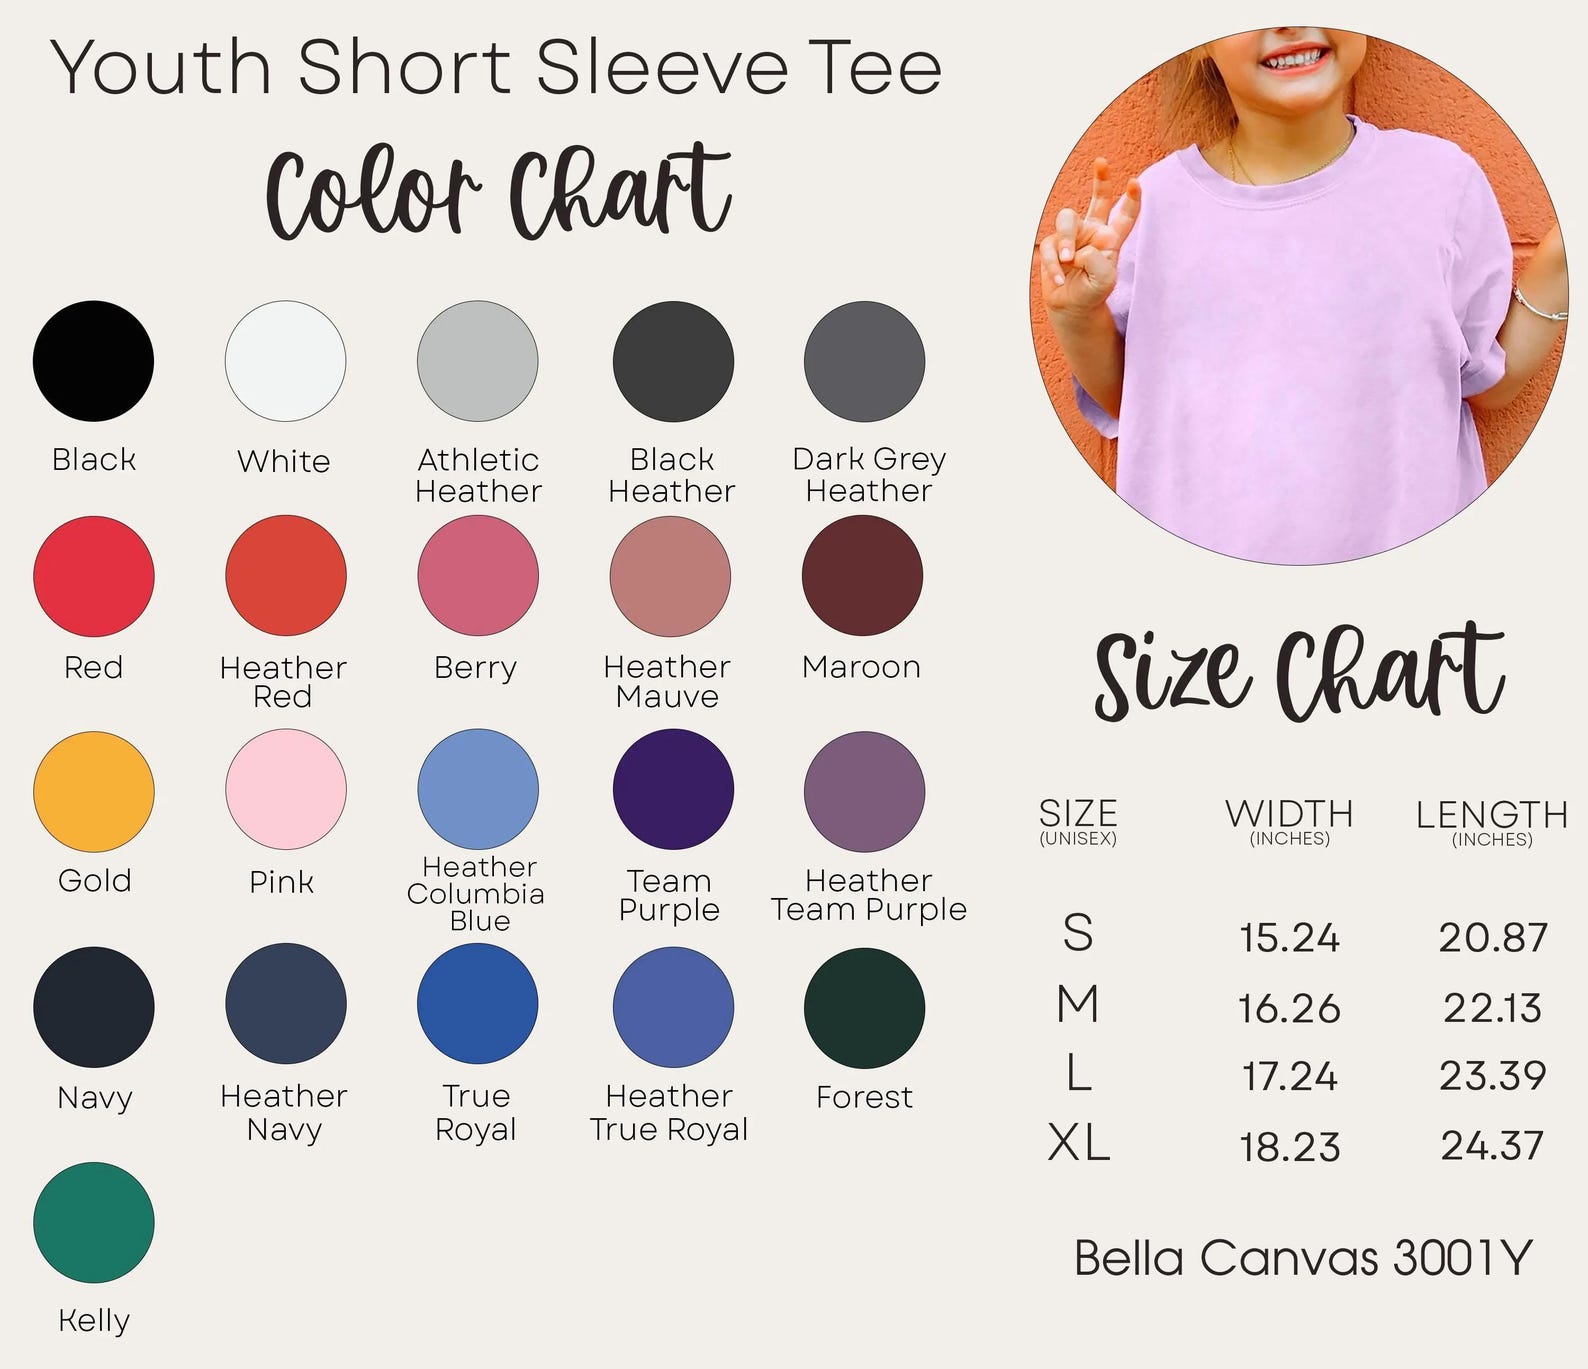 Youth Short Sleeve Tee
Color Chart
Black
White
Athletic
Heather
Black
Heather
Dark Grey
Heather
Red
Heather
Red
Berry
Heather
Mauve
Maroon
Gold
Pink
Heather
Columbia
Blue
Team
Purple
Heather
Team Purple
Navy
Heather
Navy
True
Royal
Heather
True Royal
Forest
Kelly
Size Chart
SIZE WIDTH LENGTH
(UNISEX) (INCHES) (INCHES)
S 15.24 20.87
M 16.26 22.13
L 17.24 23.39
XL 18.23 24.37
Bella Canvas 3001Y